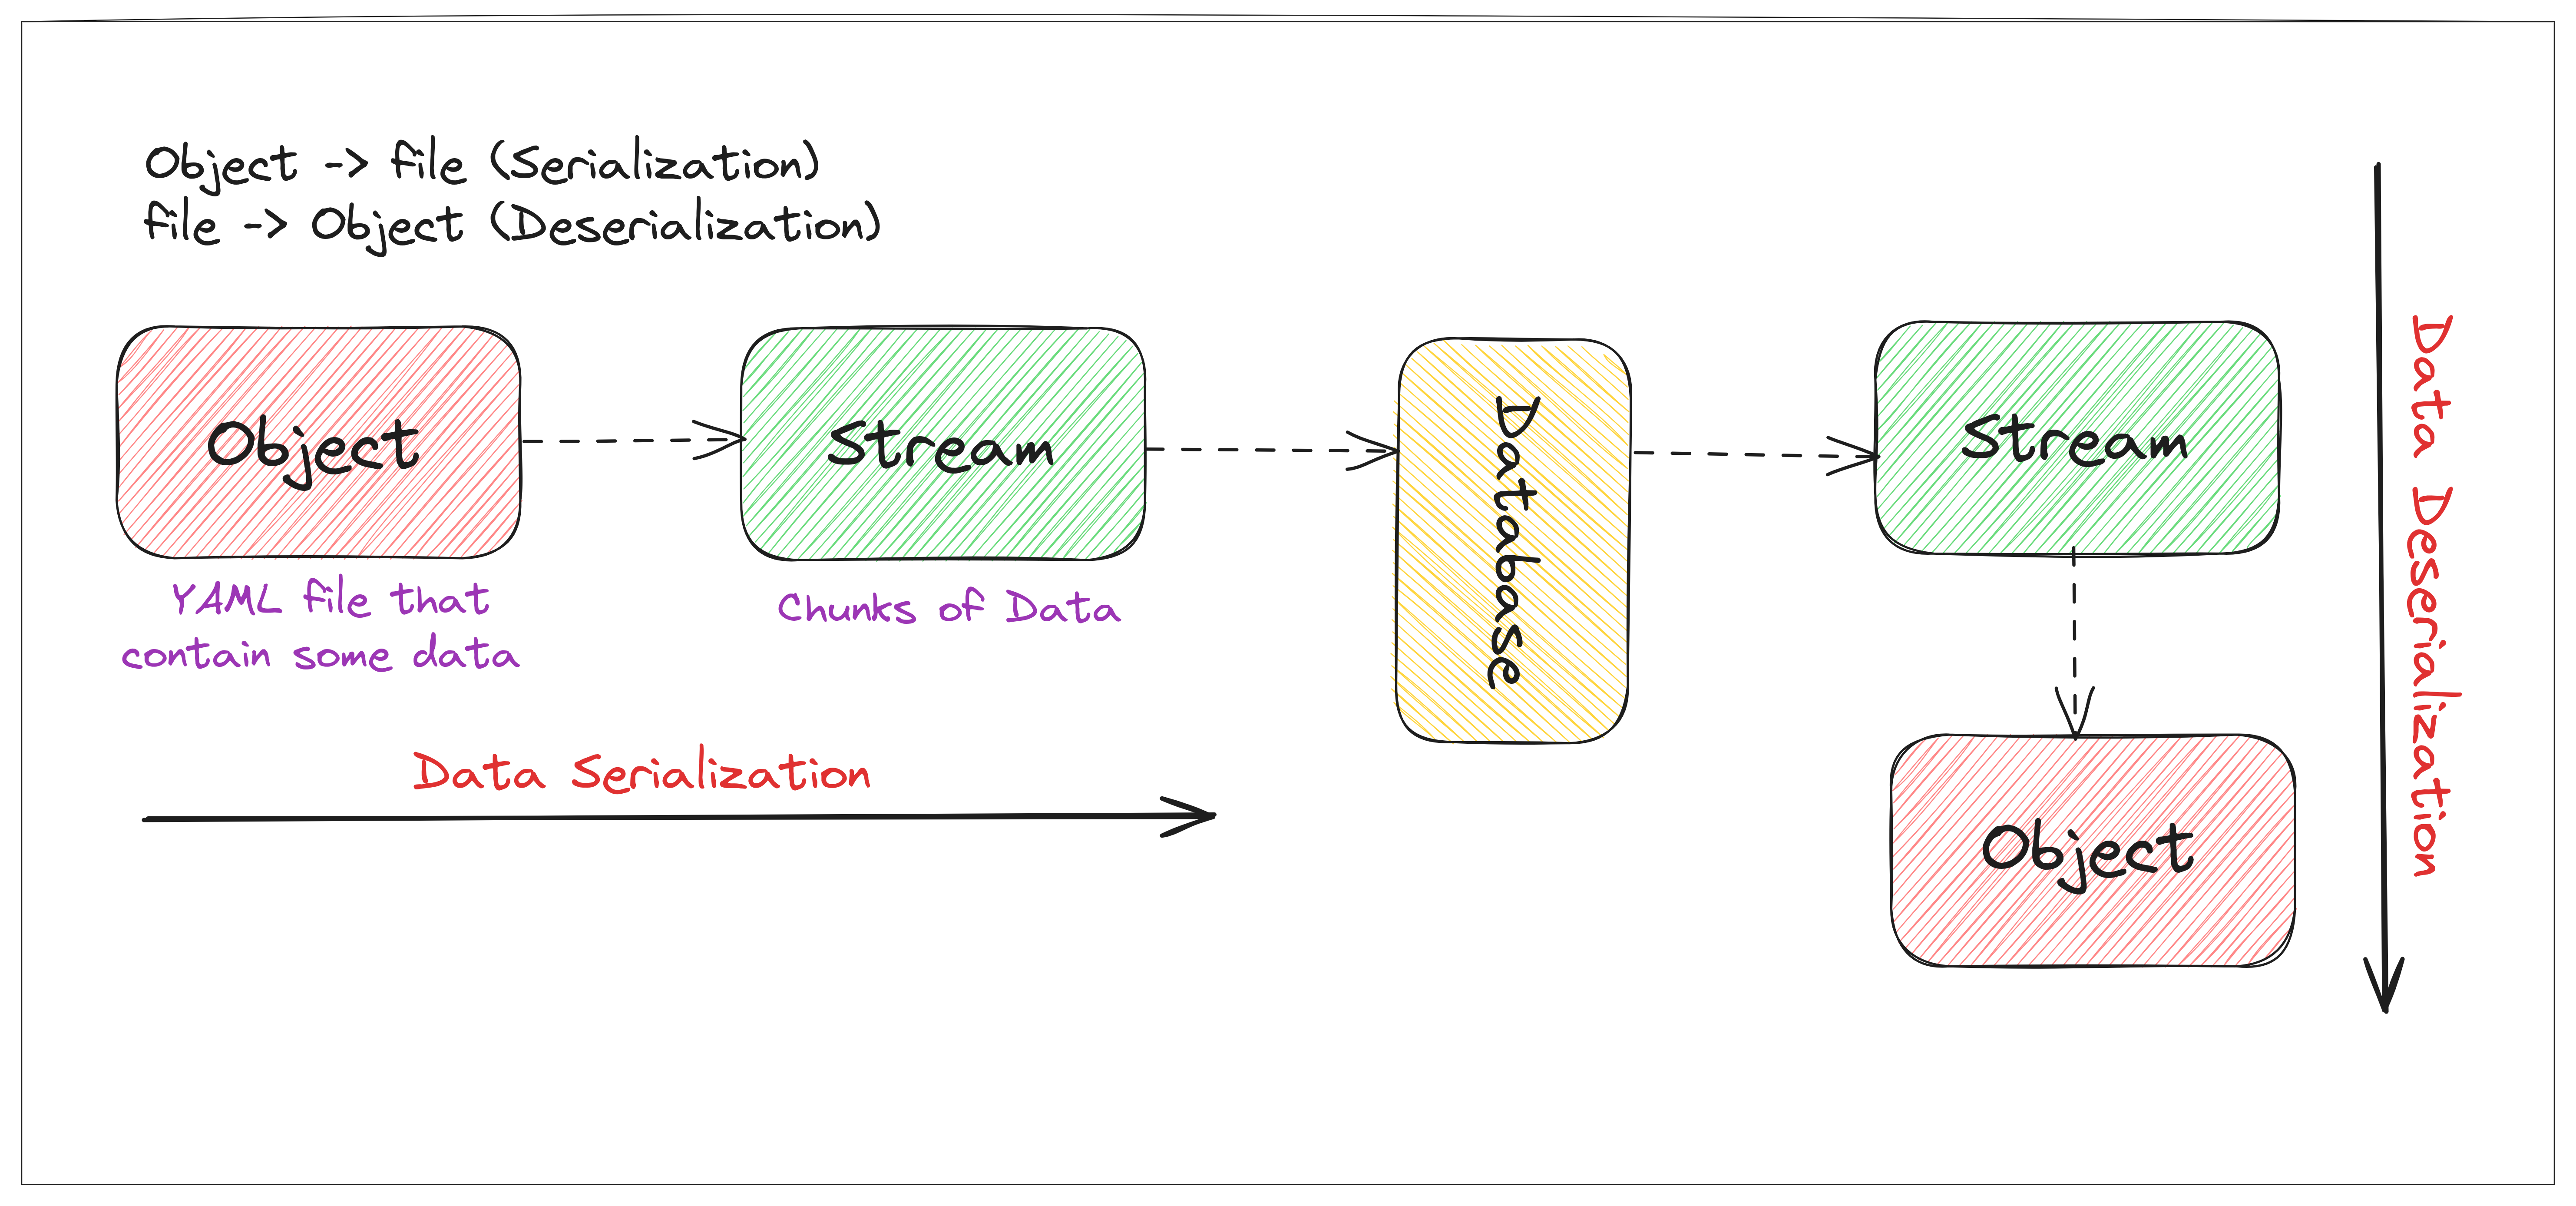 Object -> file (Serialization)
file -> Object (Deserialization)
Object
Stream
Database
Stream
YAML file that
contain some data
Chunks of Data
Data Serialization
Object
Data Deserialization